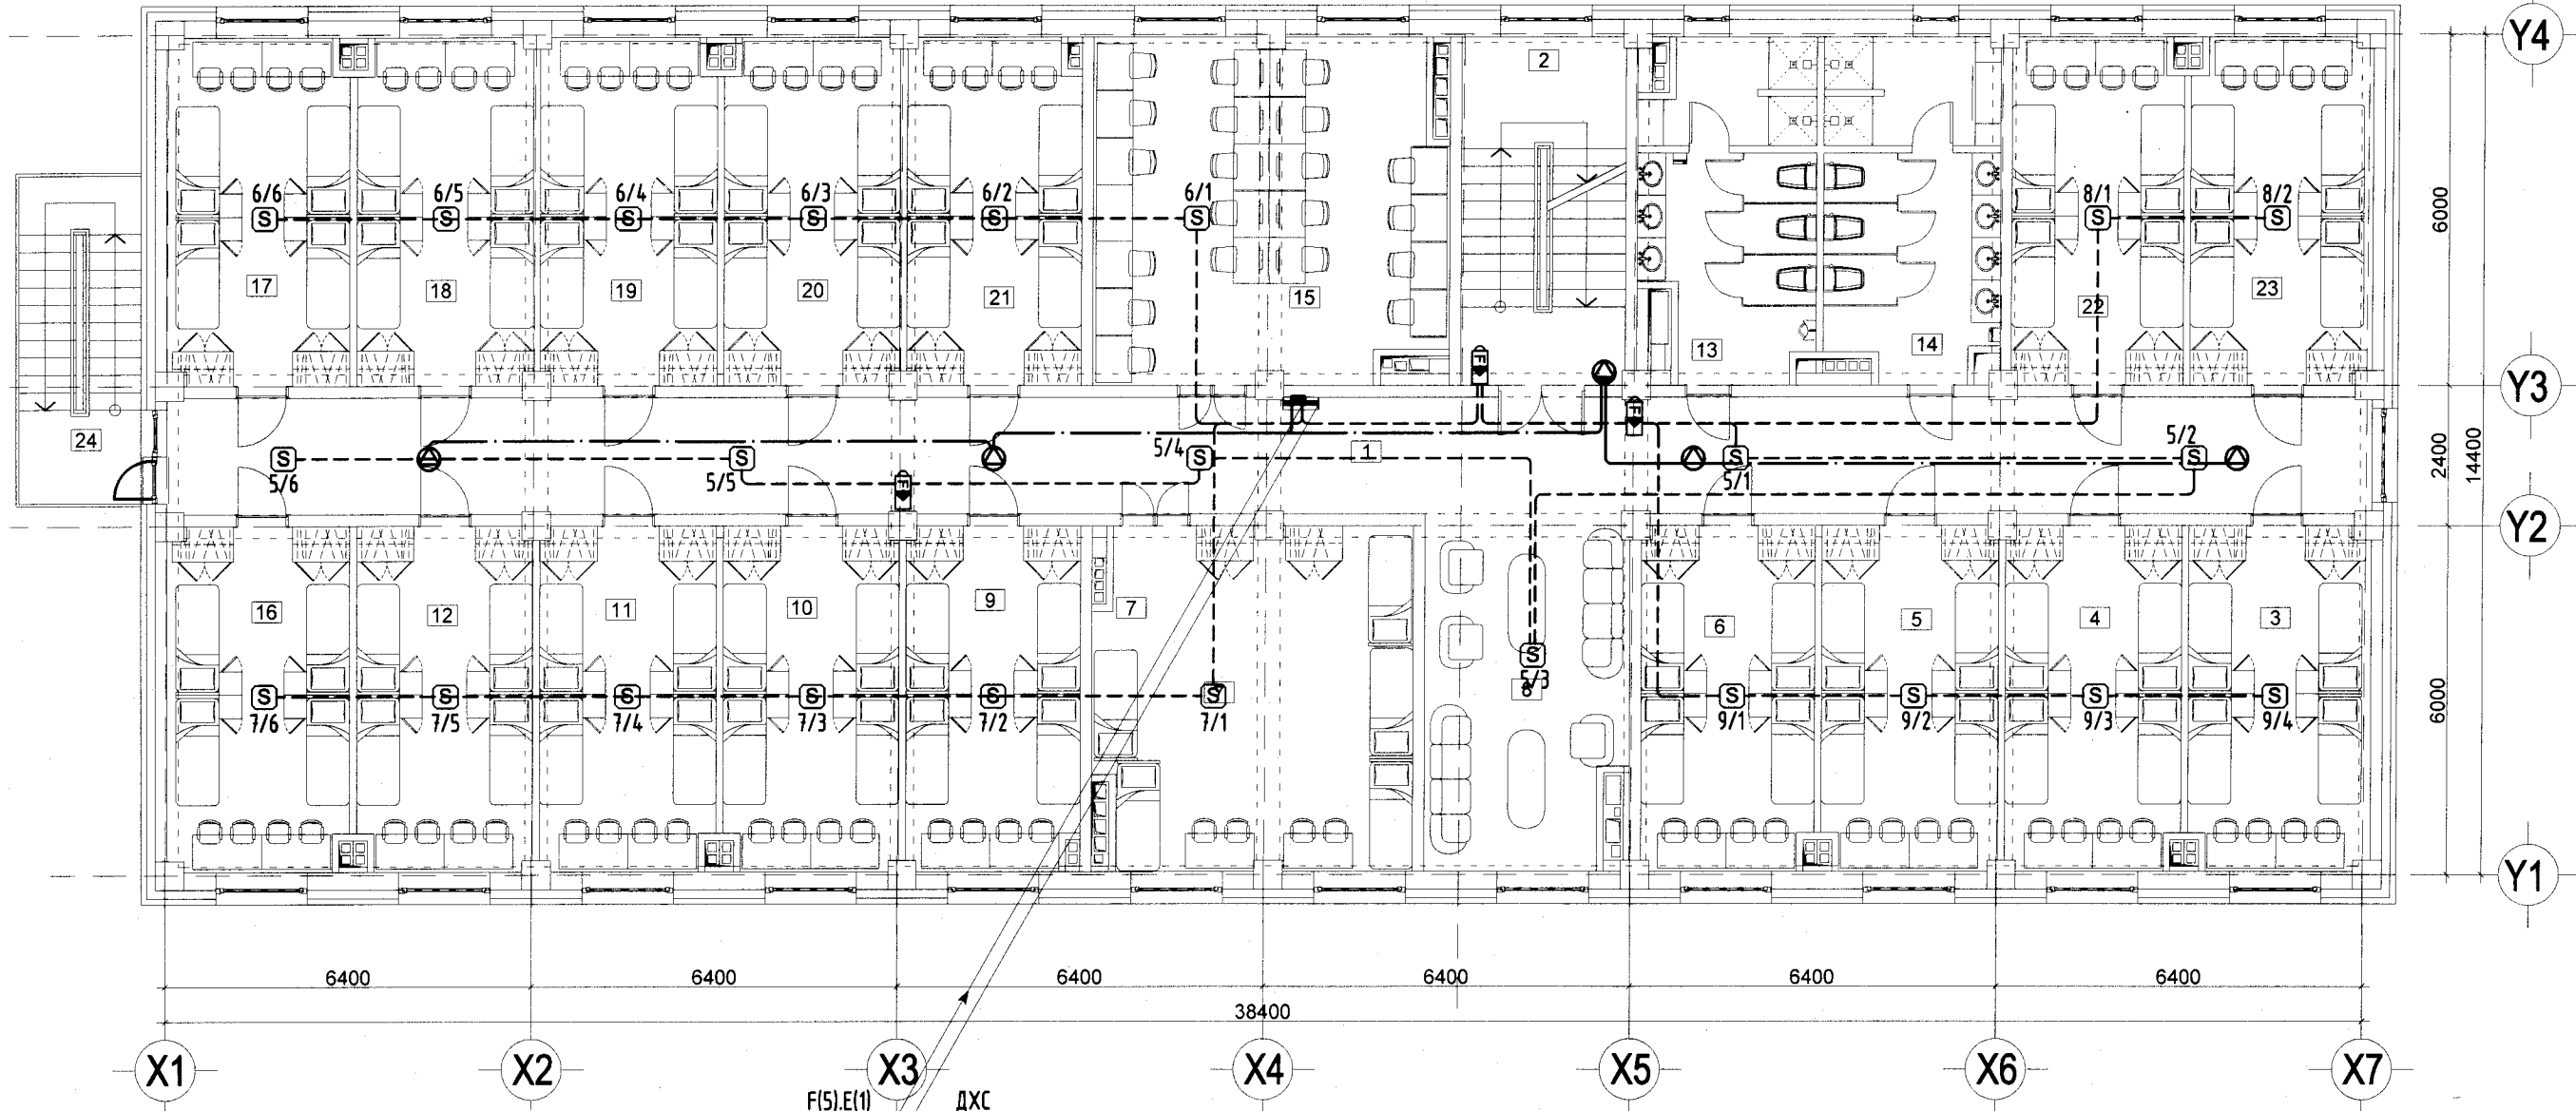 Y4
2
6/6 6/5 6/4 6/3 6/2 6/1 8/1 8/2
S S S S S S S S
6000
17 18 19 20 21 15 22 23
13 14
F
Y3
24
F
5/6 5/5 5/4 1 5/1 5/2
S S S S S
F
2400
14400
Y2
16 12 11 10 9 7 6 5 4 3
S
5/3
8
S S S S S S S S S S
7/6 7/5 7/4 7/3 7/2 7/1 9/1 9/2 9/3 9/4
6000
Y1
6400 6400 6400 6400 6400 6400
38400
X1 X2 X3 X4 X5 X6 X7
F(5).E(1) ДХС